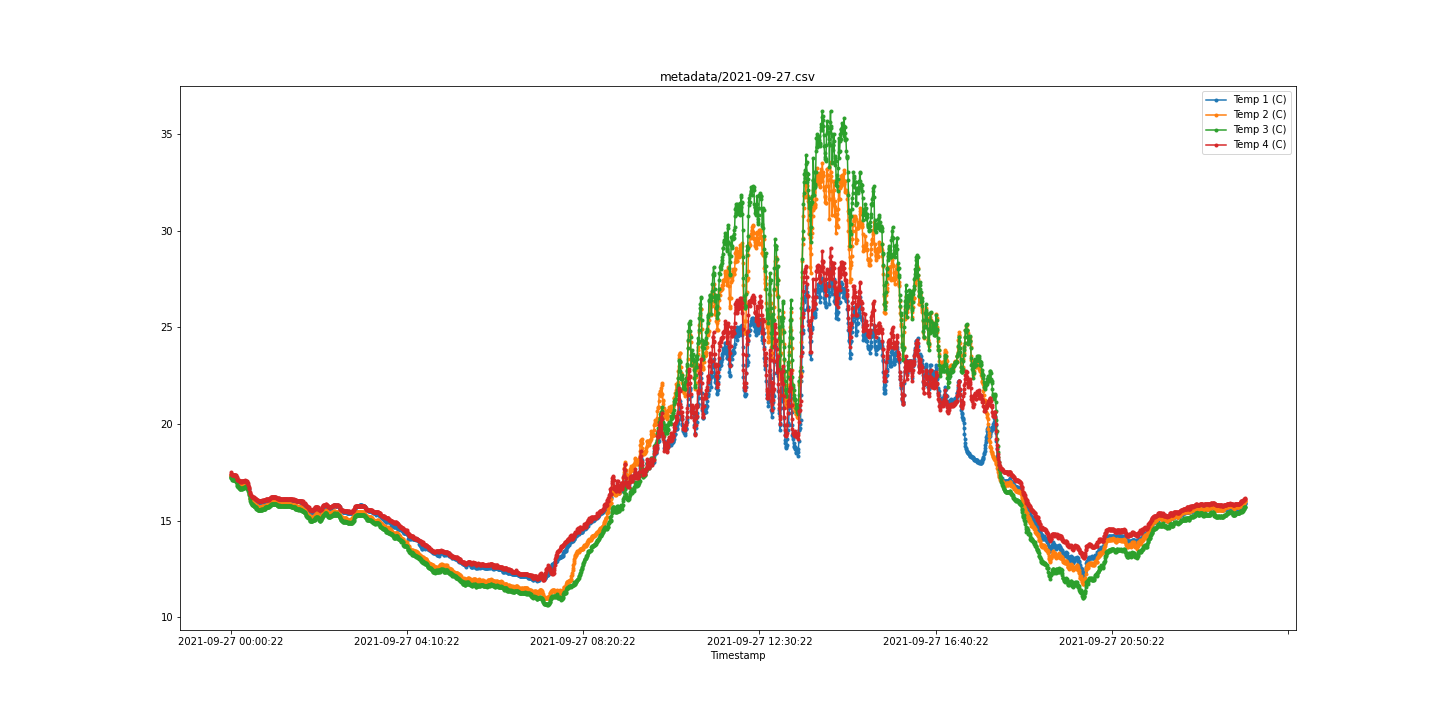 metadata/2021-09-27.csv
Temp 1 (C)
Temp 2 (C)
Temp 3 (C)
Temp 4 (C)
35
30
25
20
15
10
2021-09-27 00:00:22
2021-09-27 04:10:22
2021-09-27 08:20:22
2021-09-27 12:30:22
2021-09-27 16:40:22
2021-09-27 20:50:22
Timestamp